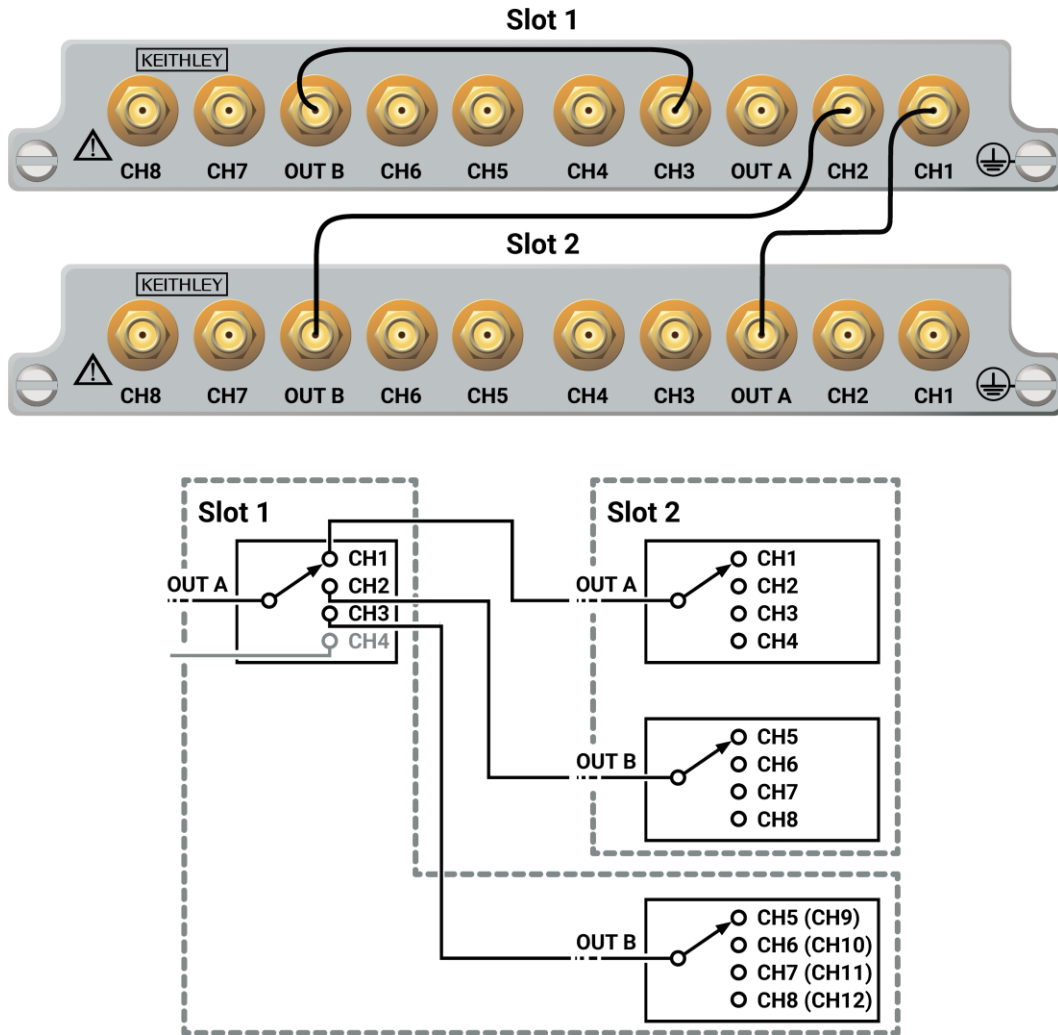 Slot 1
KEITHLEY
CH8 CH7 OUT B CH6 CH5 CH4 CH3 OUT A CH2 CH1
Slot 2
KEITHLEY
CH8 CH7 OUT B CH6 CH5 CH4 CH3 OUT A CH2 CH1
Slot 1
OUT A
CH1
CH2
CH3
CH4
Slot 2
OUT A
CH1
CH2
CH3
CH4
OUT B
CH5
CH6
CH7
CH8
OUT B
CH5 (CH9)
CH6 (CH10)
CH7 (CH11)
CH8 (CH12)